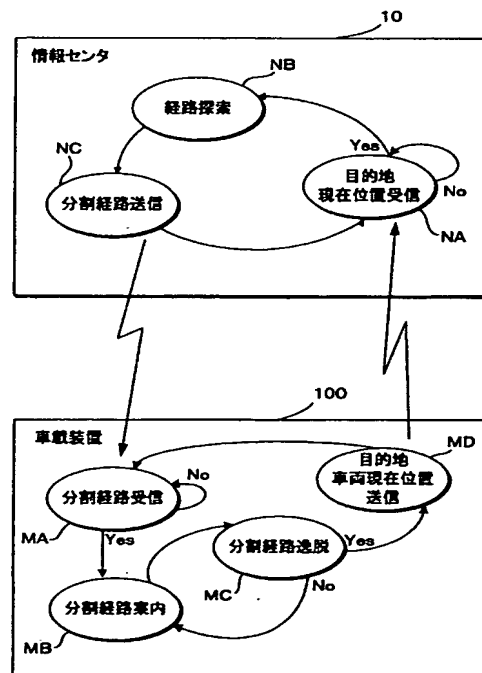 10
情報センタ
NB
経路探索
NC
Yes
分割経路送信
目的地
現在位置受信
No
NA
100
車載装置
MD
目的地
車両現在位置
送信
No
分割経路受信
MA
Yes
分割経路逸脱
Yes
MC
No
分割経路案内
MB